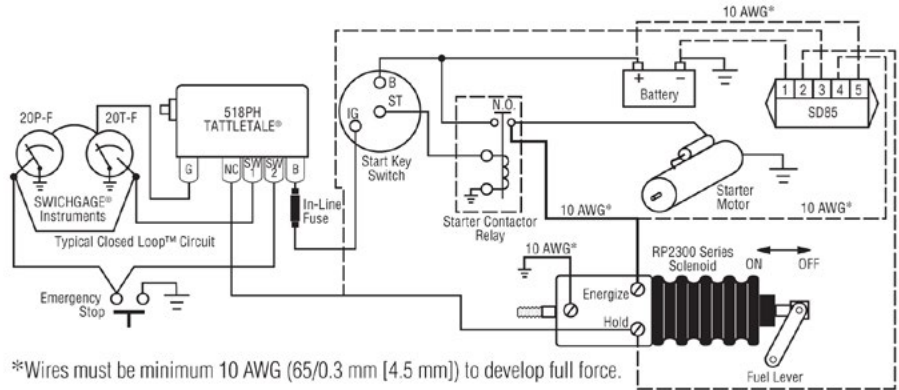 10 AWG*
20P-F
20T-F
518PH
TATTLETALE®
SWICHGAGE®
Instruments
Typical Closed Loop™ Circuit
G
NC
SW
1
SW
2
B
In-Line
Fuse
B
ST
IG
Start Key
Switch
N.O.
Starter Contactor
Relay
+
−
Battery
1
2
3
4
5
SD85
Starter
Motor
10 AWG*
10 AWG*
10 AWG*
Emergency
Stop
Energize
Hold
RP2300 Series
Solenoid
ON
OFF
Fuel Lever
*Wires must be minimum 10 AWG (65/0.3 mm [4.5 mm]) to develop full force.